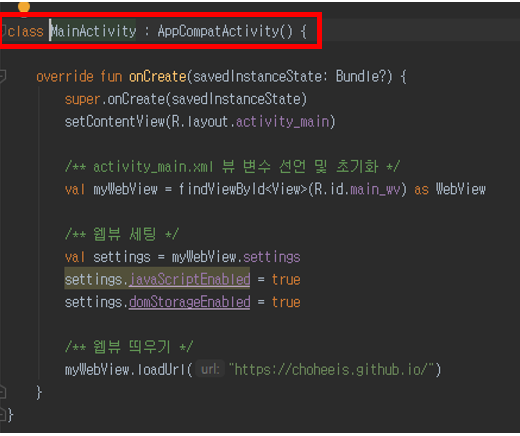 class MainActivity : AppCompatActivity() {
override fun onCreate(savedInstanceState: Bundle?) {
super.onCreate(savedInstanceState)
setContentView(R.layout.activity_main)
/** activity_main.xml 뷰 변수 선언 및 초기화 */
val myWebView = findViewById<View>(R.id.main_wv) as WebView
/** 웹뷰 세팅 */
val settings = myWebView.settings
settings.javaScriptEnabled = true
settings.domStorageEnabled = true
/** 웹뷰 띄우기 */
myWebView.loadUrl( url: "https://choheeis.github.io/")
}
}